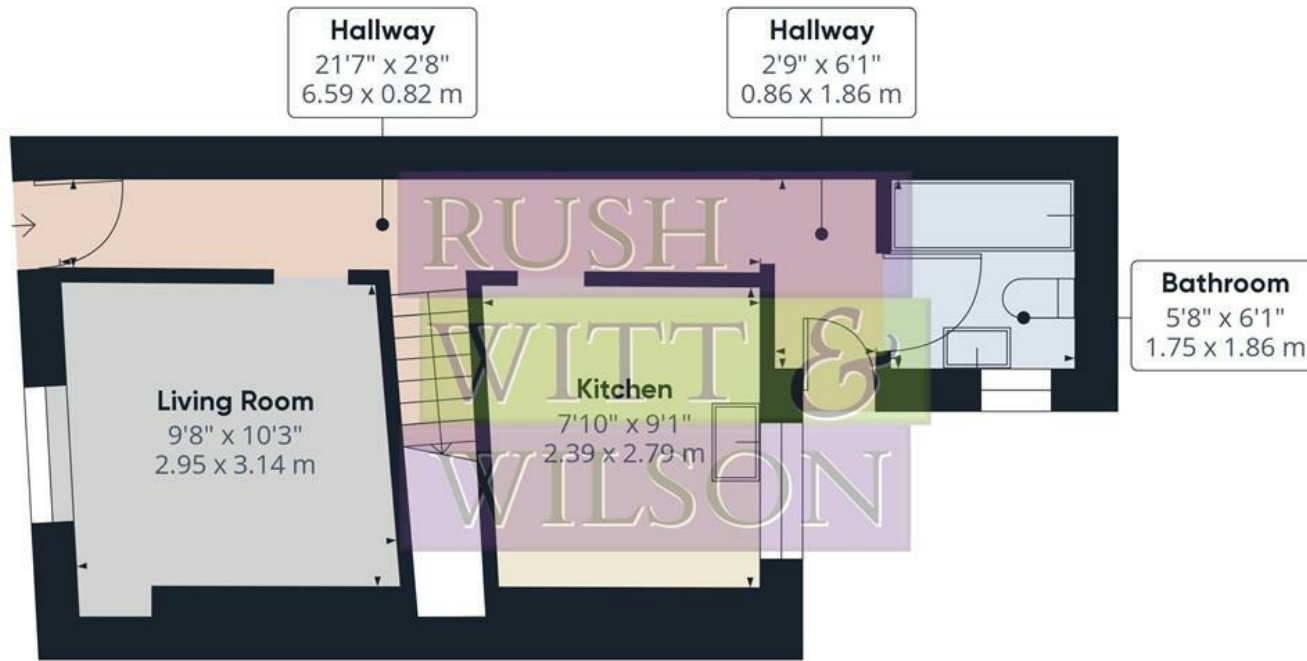 Hallway
21'7" x 2'8"
6.59 x 0.82 m
Hallway
2'9" x 6'1"
0.86 x 1.86 m
RUSH
WITT &
WILSON
Bathroom
5'8" x 6'1"
1.75 x 1.86 m
Living Room
9'8" x 10'3"
2.95 x 3.14 m
Kitchen
7'10" x 9'1"
2.39 x 2.79 m